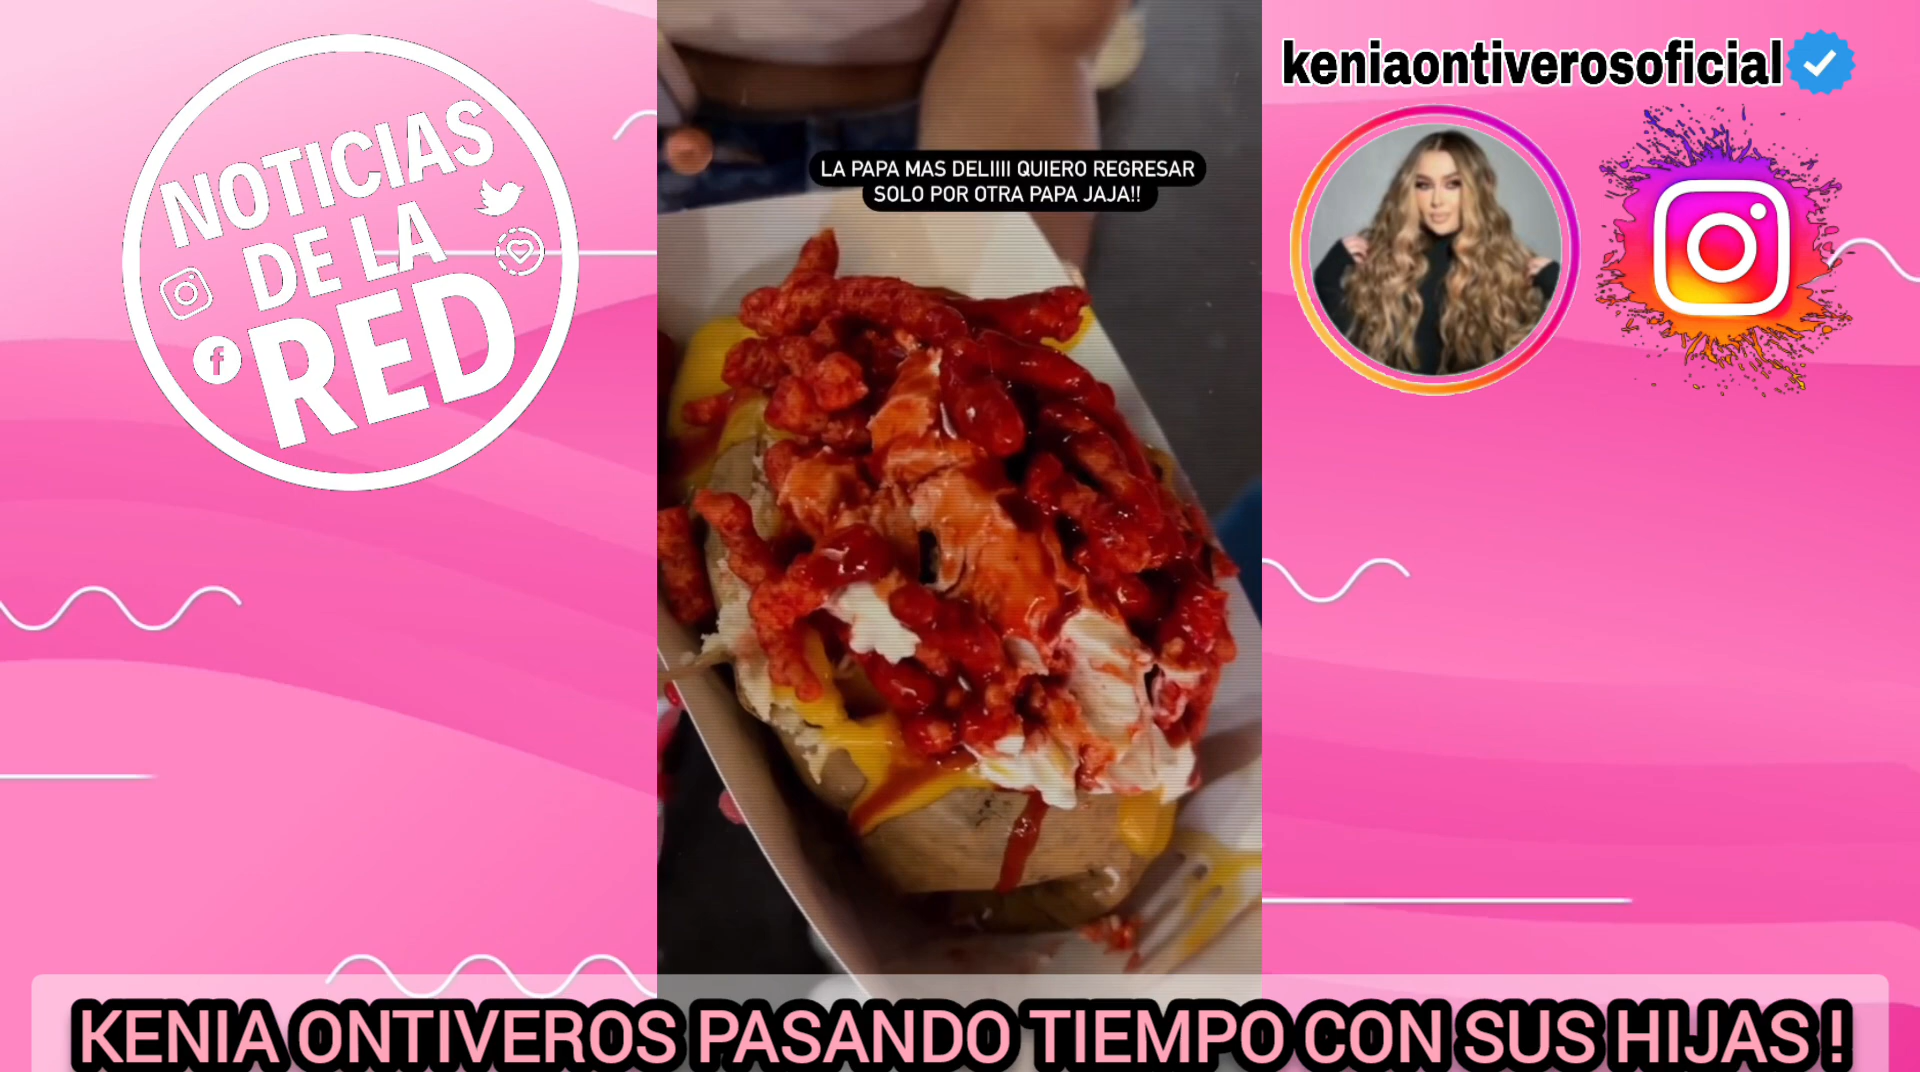 NOTICIAS
DE LA
RED
LA PAPA MAS DELIIII QUIERO REGRESAR
SOLO POR OTRA PAPA JAJA!!
keniaontiverosoficial
KENIA ONTIVEROS PASANDO TIEMPO CON SUS HIJAS !